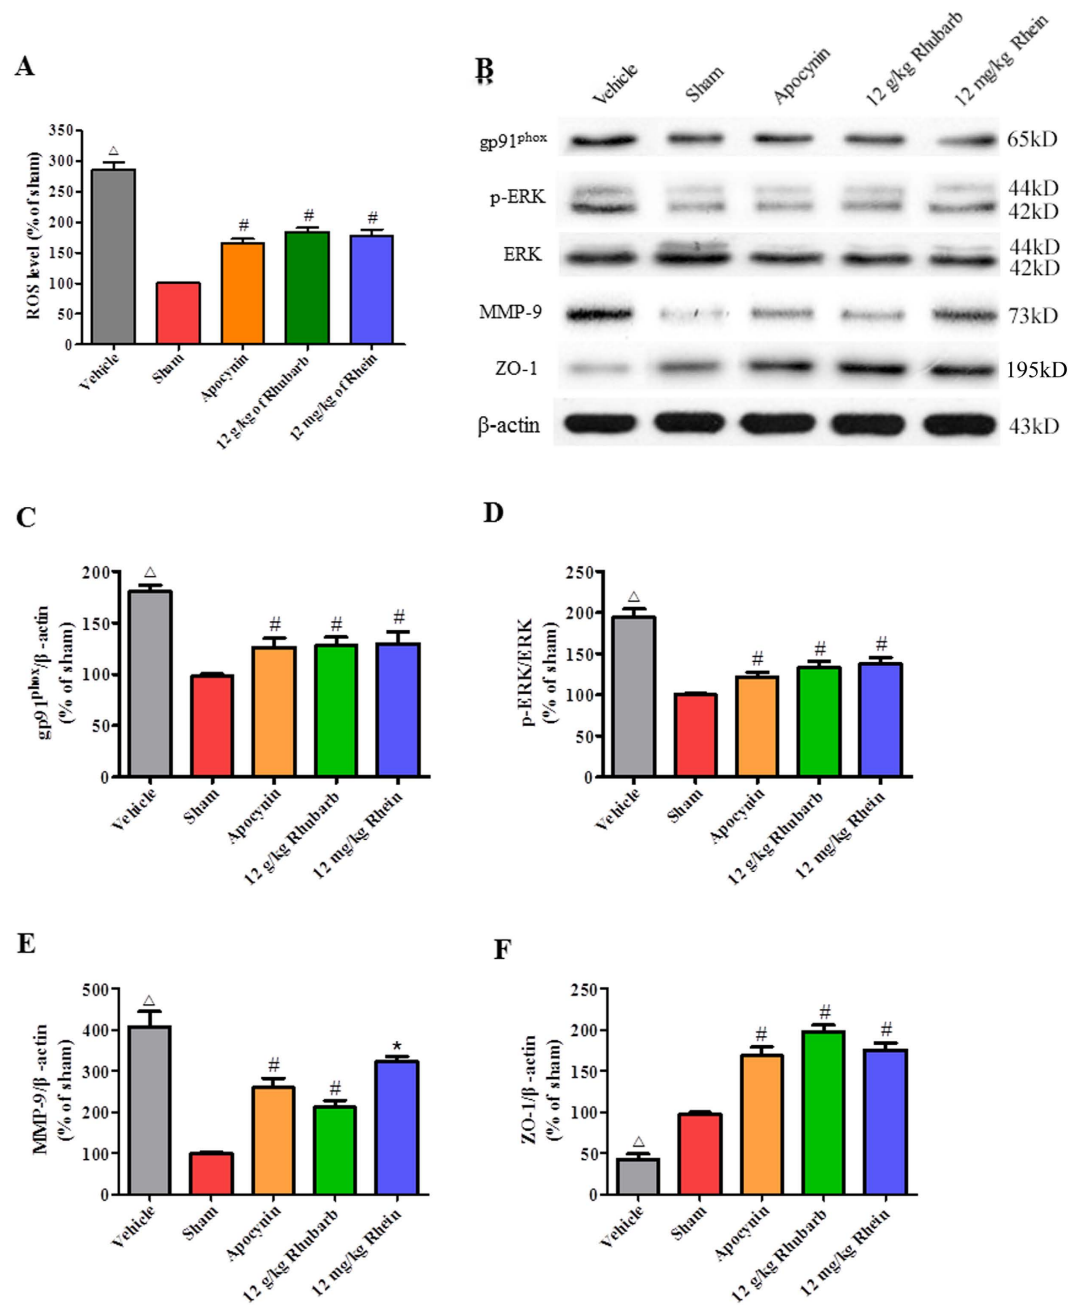 A
ROS level (% of sham)
350
300
250
200
150
100
50
0
△
#
#
#
Vehicle
Sham
Apocynin
12 g/kg of Rhubarb
12 mg/kg of Rhein
B
Vehicle
Sham
Apocynin
12 g/kg Rhubarb
12 mg/kg Rhein
gp91phox 65kD
p-ERK 44kD
42kD
ERK 44kD
42kD
MMP-9 73kD
ZO-1 195kD
β-actin 43kD
C
gp91phox/β -actin
(% of sham)
200
150
100
50
0
△
#
#
#
Vehicle
Sham
Apocynin
12 g/kg Rhubarb
12 mg/kg Rhein
D
p-ERK/ERK
(% of sham)
250
200
150
100
50
0
△
#
#
#
Vehicle
Sham
Apocynin
12 g/kg Rhubarb
12 mg/kg Rhein
E
MMP-9/β -actin
(% of sham)
500
400
300
200
100
0
△
#
#
*
Vehicle
Sham
Apocynin
12 g/kg Rhubarb
12 mg/kg Rhein
F
ZO-1/β -actin
(% of sham)
250
200
150
100
50
0
△
#
#
#
Vehicle
Sham
Apocynin
12 g/kg Rhubarb
12 mg/kg Rhein